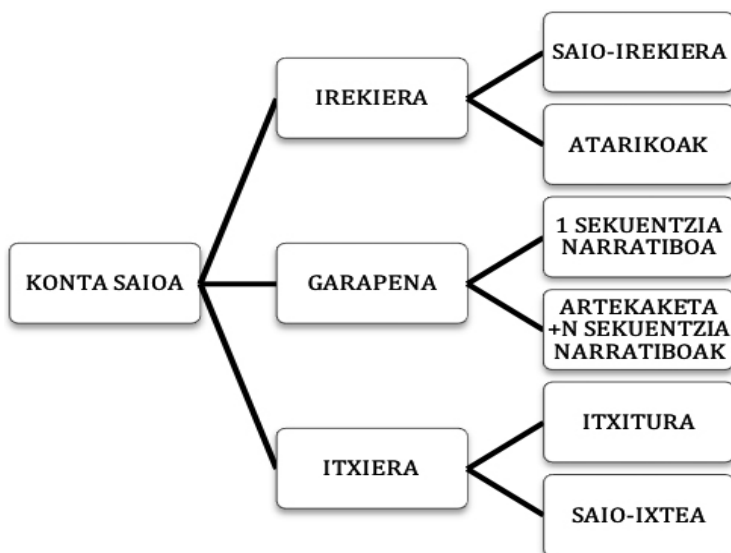 KONTA SAIOA
IREKIERA
SAIO-IREKIERA
ATARIKOAK
GARAPENA
1 SEKUENTZIA
NARRATIBOA
ARTEKAKETA
+N SEKUENTZIA
NARRATIBOAK
ITXIERA
ITXITURA
SAIO-IXTEA